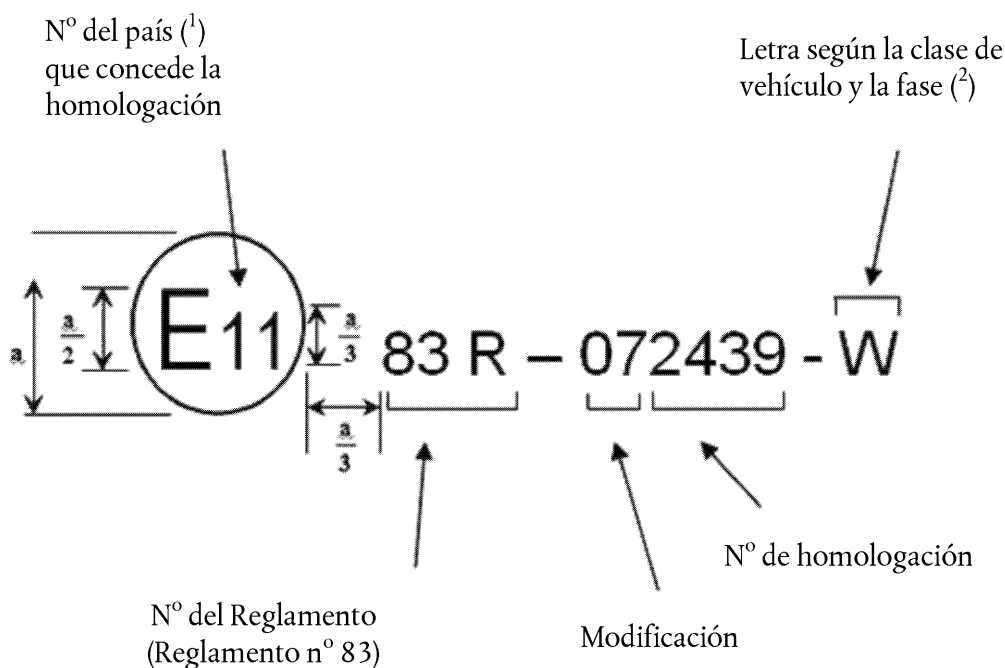 Nº del país (¹)
que concede la
homologación
Letra según la clase de
vehículo y la fase (²)
a
a
2
E11
a
3
a
3
83 R – 072439 - W
Nº del Reglamento
(Reglamento nº 83)
Modificación
Nº de homologación